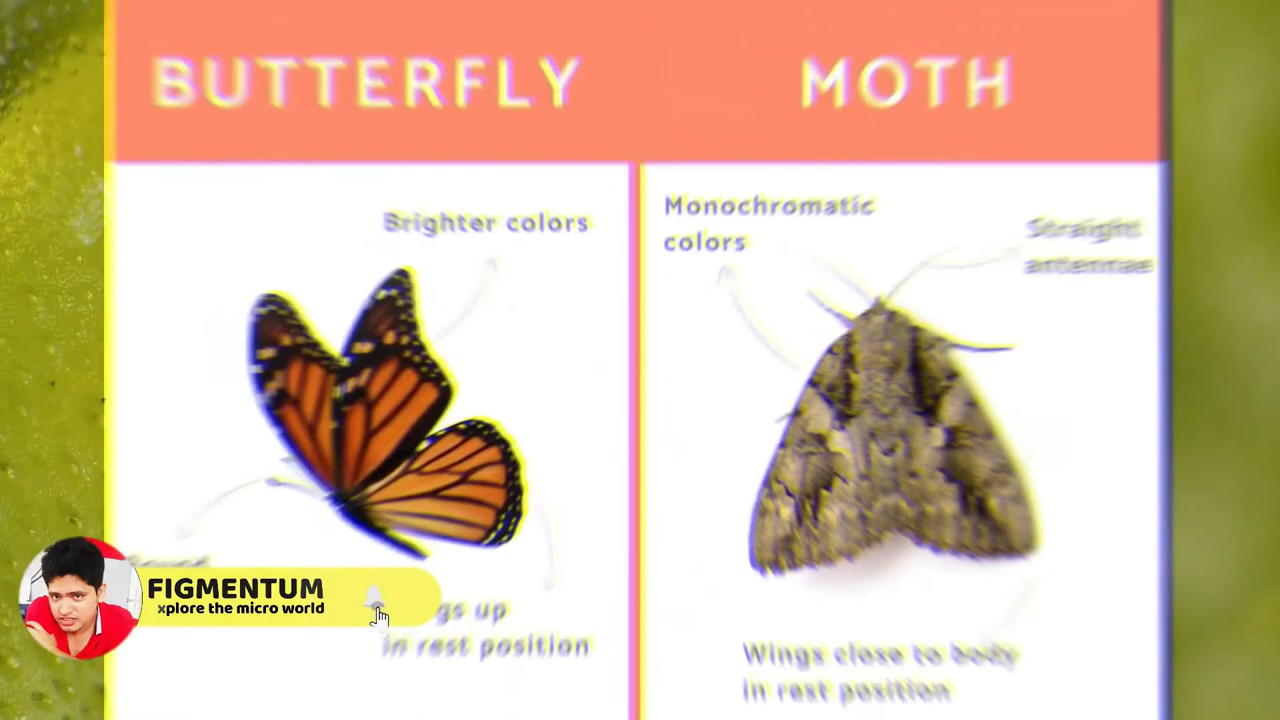 BUTTERFLY
MOTH
Brighter colors
Monochromatic
colors
Straight
antennae
in rest position
Wings close to body
in rest position
FIGMENTUM
xplore the micro world
up